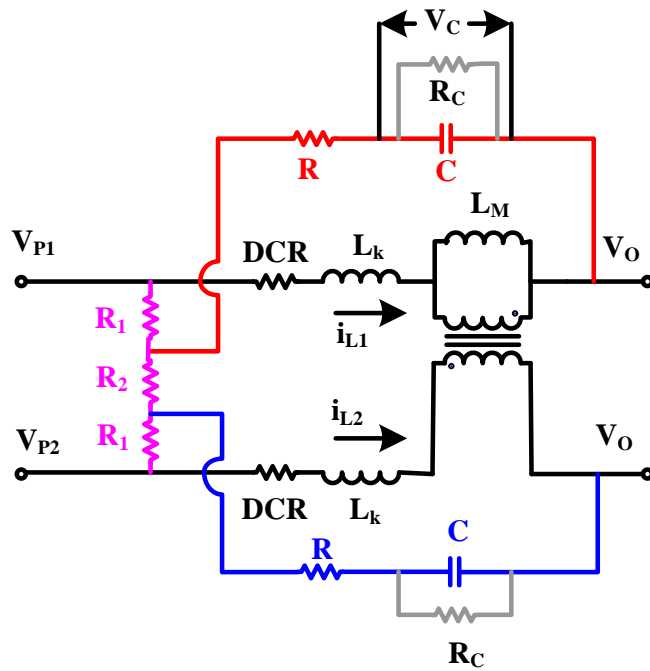 V_C
R_C
R
C
L_M
V_P1
DCR
L_k
V_O
R_1
i_L1
R_2
R_1
i_L2
V_P2
V_O
DCR
L_k
R
C
R_C